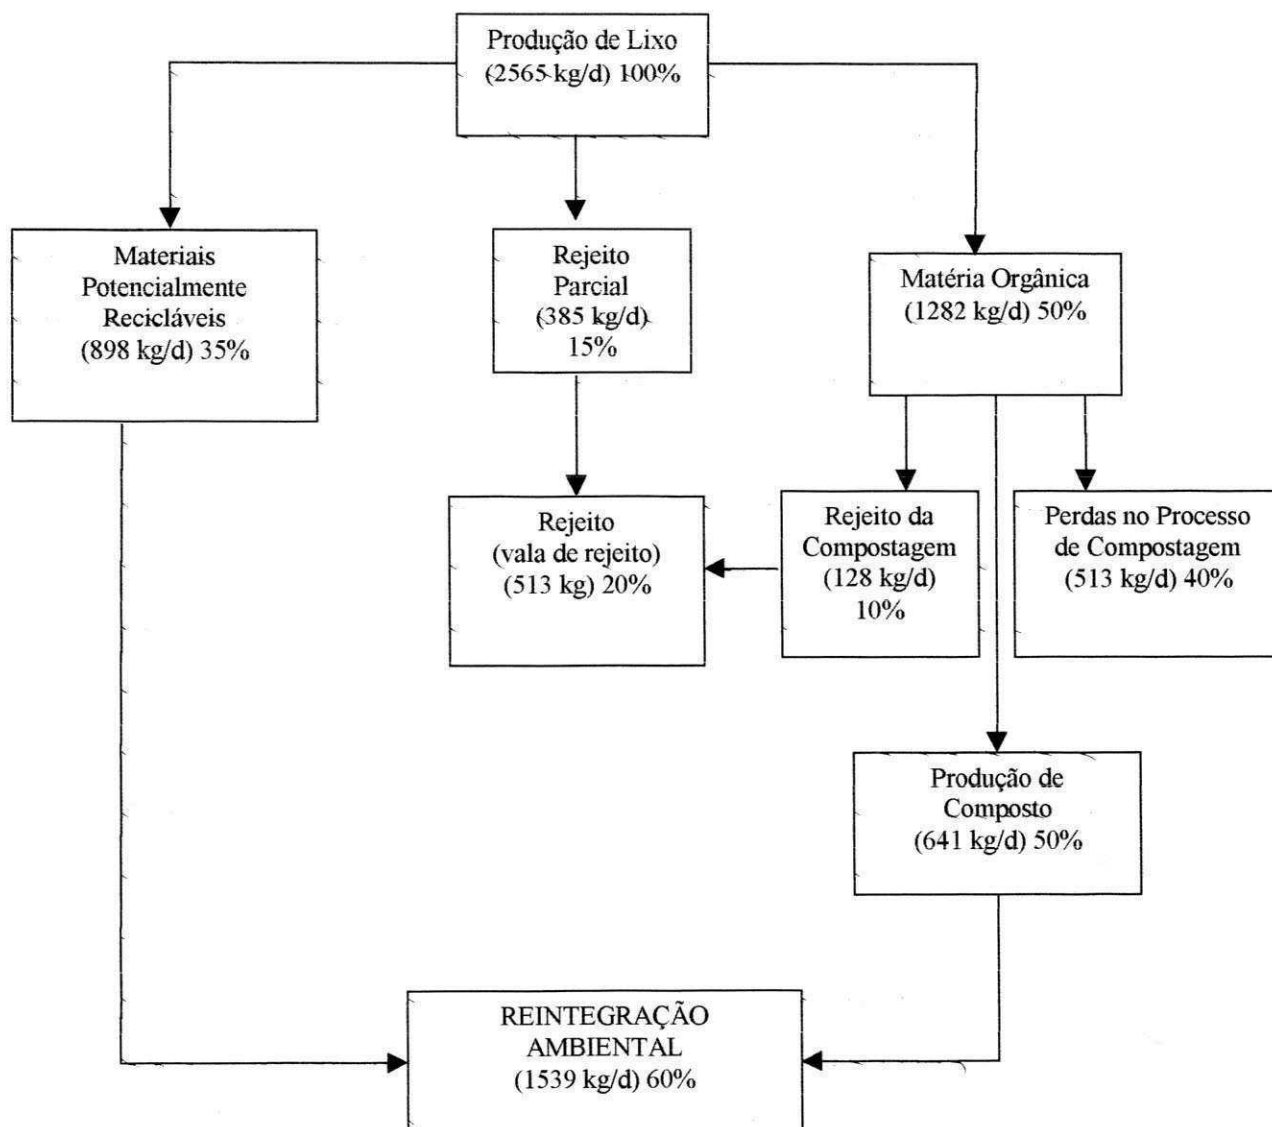 Produção de Lixo
(2565 kg/d) 100%
Materiais
Potencialmente
Recicláveis
(898 kg/d) 35%
Rejeito
Parcial
(385 kg/d)
15%
Matéria Orgânica
(1282 kg/d) 50%
Rejeito
(vala de rejeito)
(513 kg) 20%
Rejeito da
Compostagem
(128 kg/d)
10%
Perdas no Processo
de Compostagem
(513 kg/d) 40%
Produção de
Composto
(641 kg/d) 50%
REINTEGRAÇÃO
AMBIENTAL
(1539 kg/d) 60%